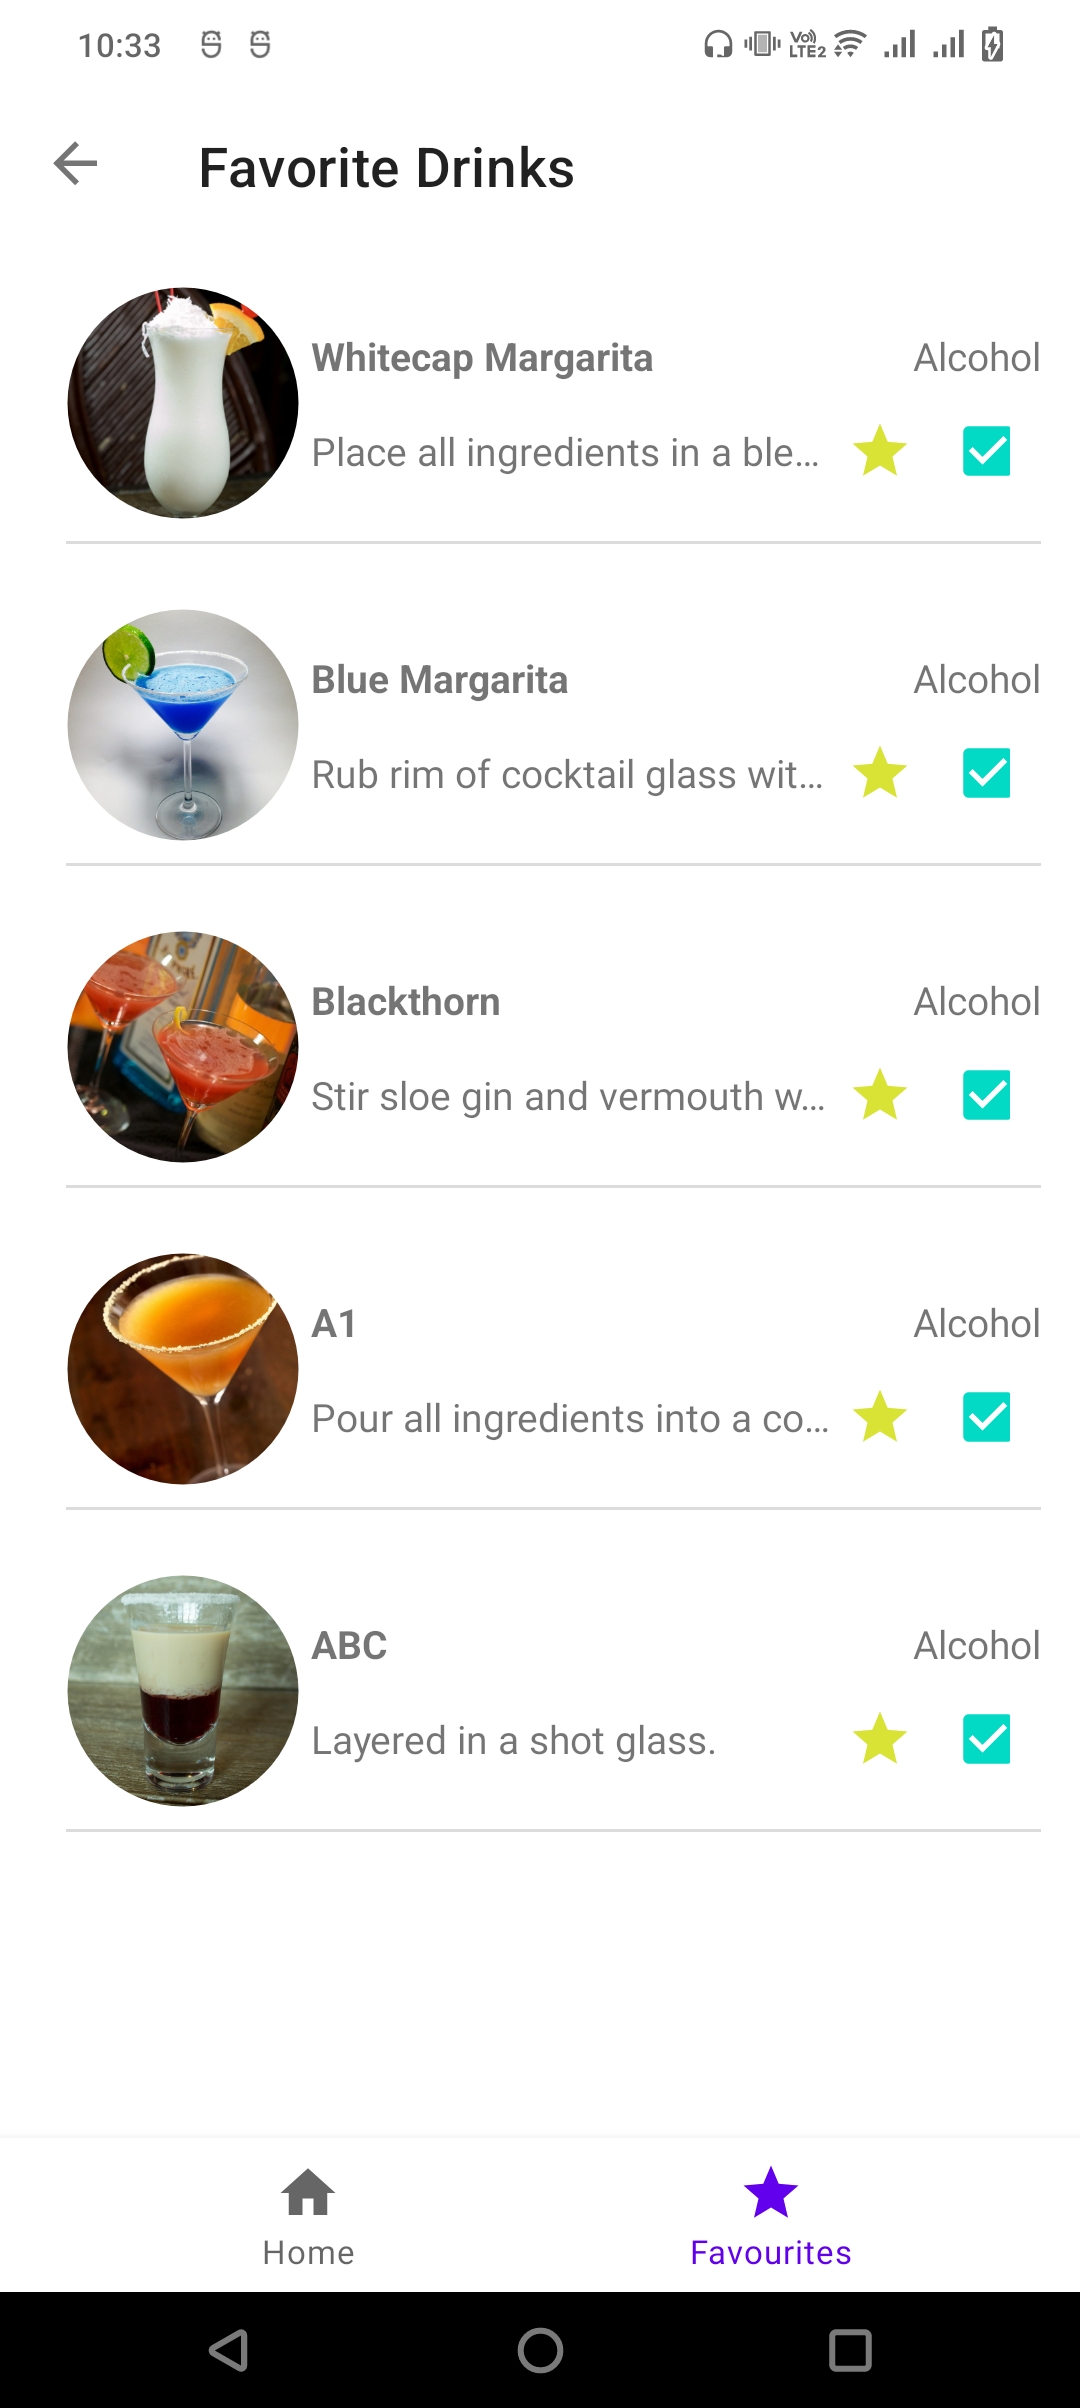 10:33
Vo)) LTE2
Favorite Drinks
Whitecap Margarita Alcohol
Place all ingredients in a ble...
Blue Margarita Alcohol
Rub rim of cocktail glass wit...
Blackthorn Alcohol
Stir sloe gin and vermouth w...
A1 Alcohol
Pour all ingredients into a co...
ABC Alcohol
Layered in a shot glass.
Home Favourites